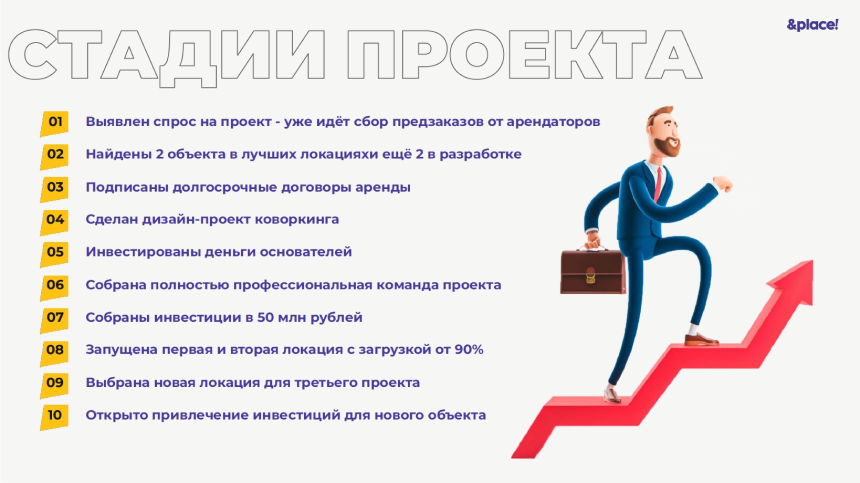 &place!
СТАДИИ ПРОЕКТА
01 Выявлен спрос на проект - уже идёт сбор предзаказов от арендаторов
02 Найдены 2 объекта в лучших локацияхи ещё 2 в разработке
03 Подписаны долгосрочные договоры аренды
04 Сделан дизайн-проект коворкинга
05 Инвестированы деньги основателей
06 Собрана полностью профессиональная команда проекта
07 Собраны инвестиции в 50 млн рублей
08 Запущена первая и вторая локация с загрузкой от 90%
09 Выбрана новая локация для третьего проекта
10 Открыто привлечение инвестиций для нового объекта